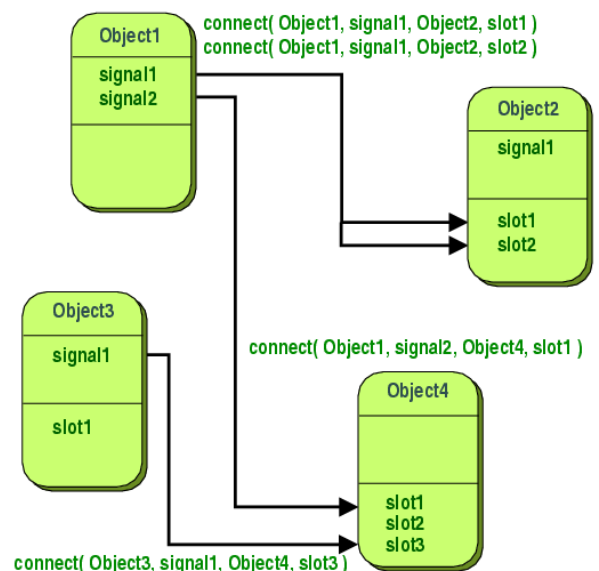 connect( Object1, signal1, Object2, slot1 )
connect( Object1, signal1, Object2, slot2 )
Object1
signal1
signal2
Object2
signal1
slot1
slot2
Object3
signal1
slot1
connect( Object1, signal2, Object4, slot1 )
Object4
slot1
slot2
slot3
connect( Object3, signal1, Object4, slot3 )